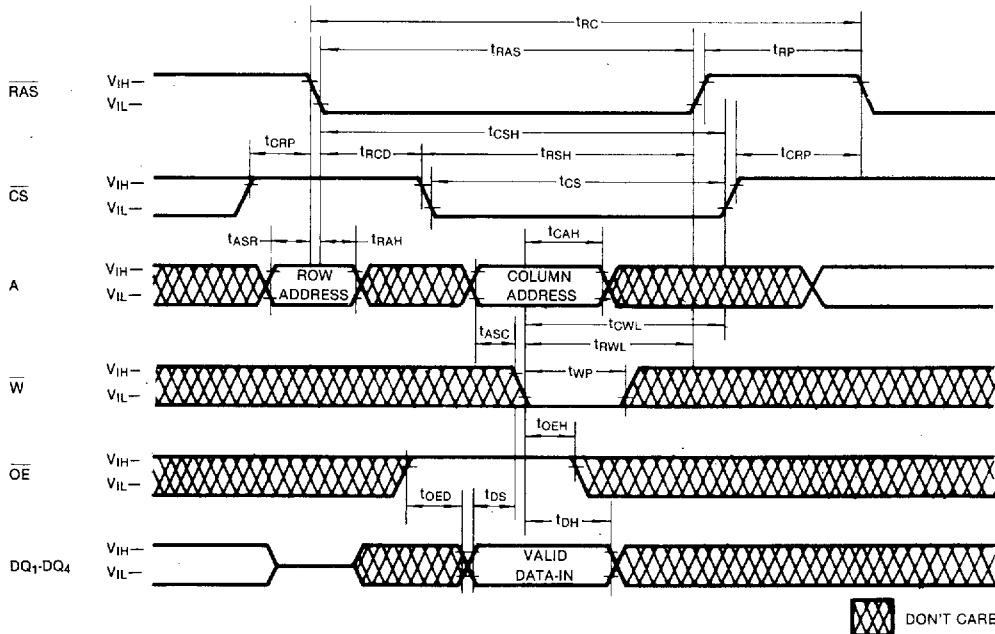 tRC
tRAS
tRP
RAS
VIH
VIL
tCSH
tCRP
tRCD
tRSH
tCRP
CS
VIH
VIL
tCS
tASR
tRAH
tCAH
A
VIH
VIL
ROW
ADDRESS
COLUMN
ADDRESS
tCWL
tASC
tRWL
W
VIH
VIL
tWP
tOEH
OE
VIH
VIL
tOED
tDS
tDH
DQ1-DQ4
VIH
VIL
VALID
DATA-IN
DON'T CARE